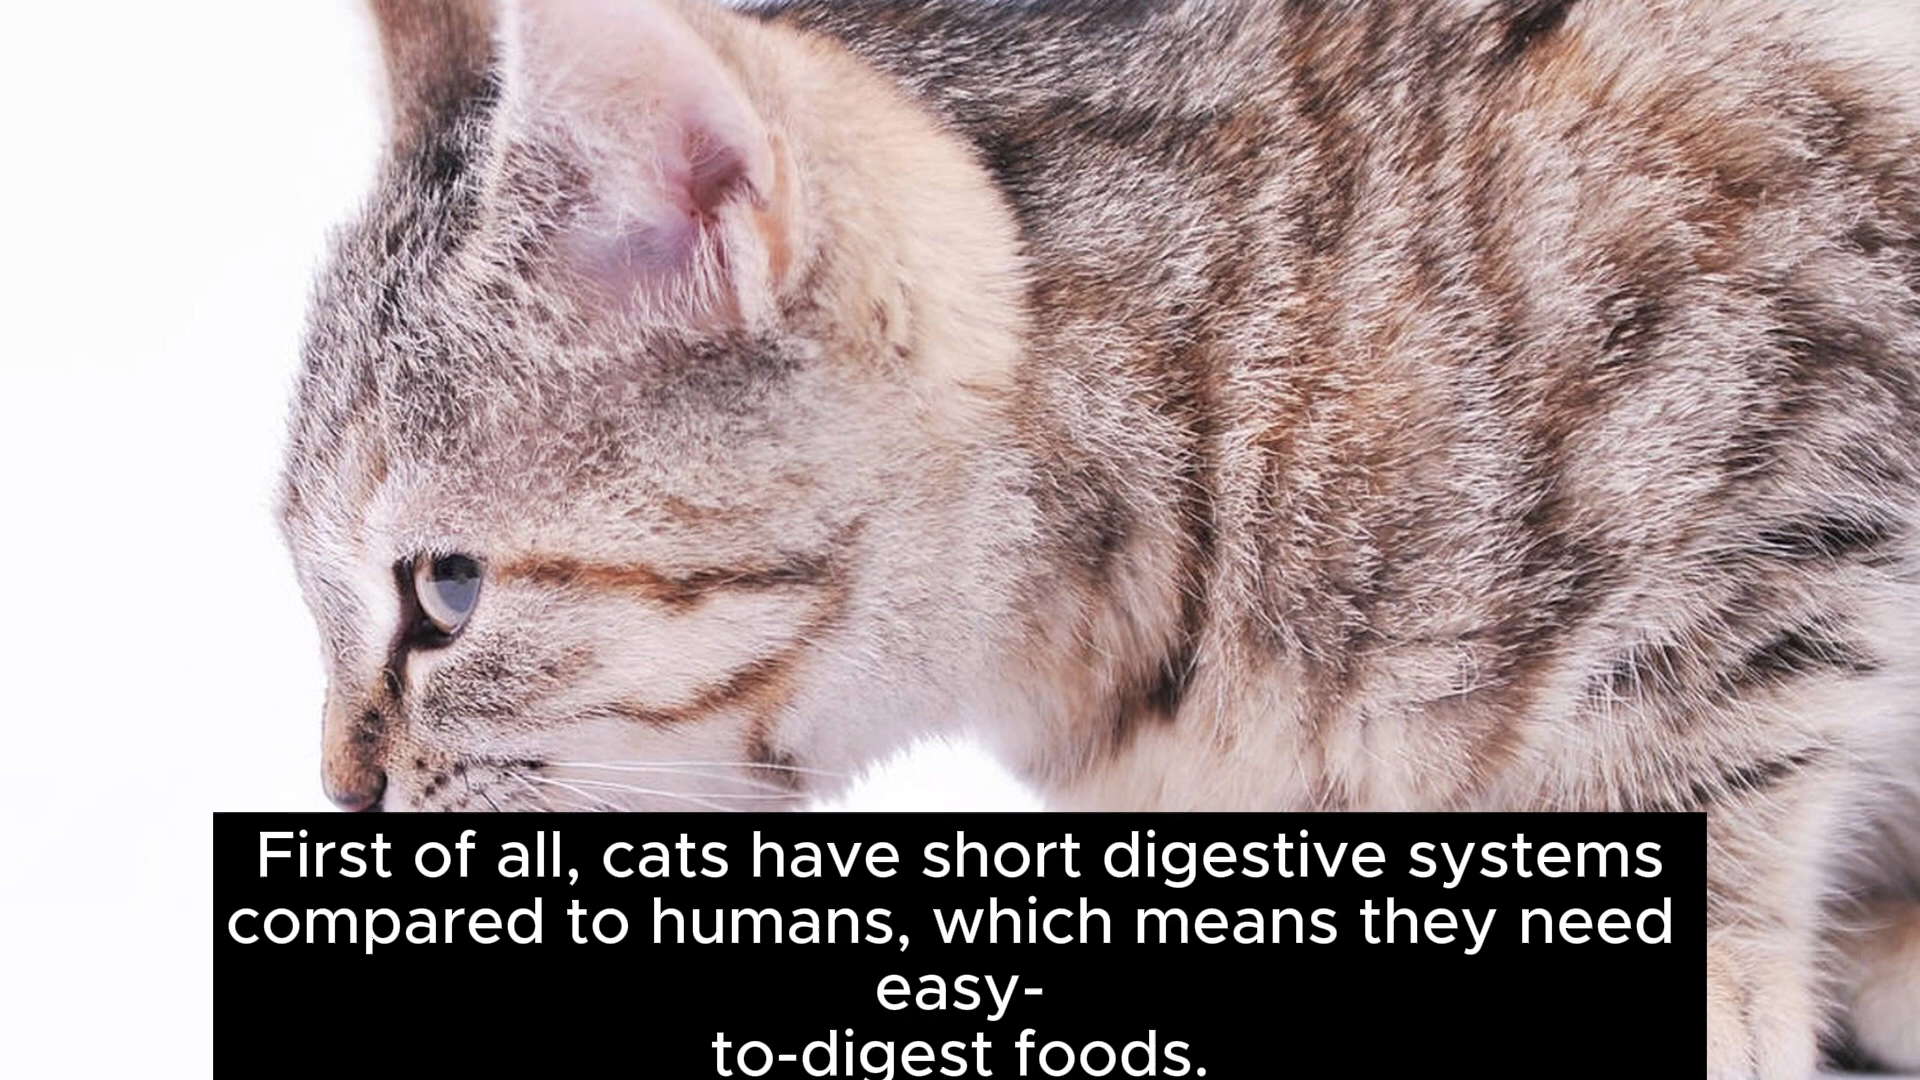 First of all, cats have short digestive systems
compared to humans, which means they need
easy-
to-digest foods.